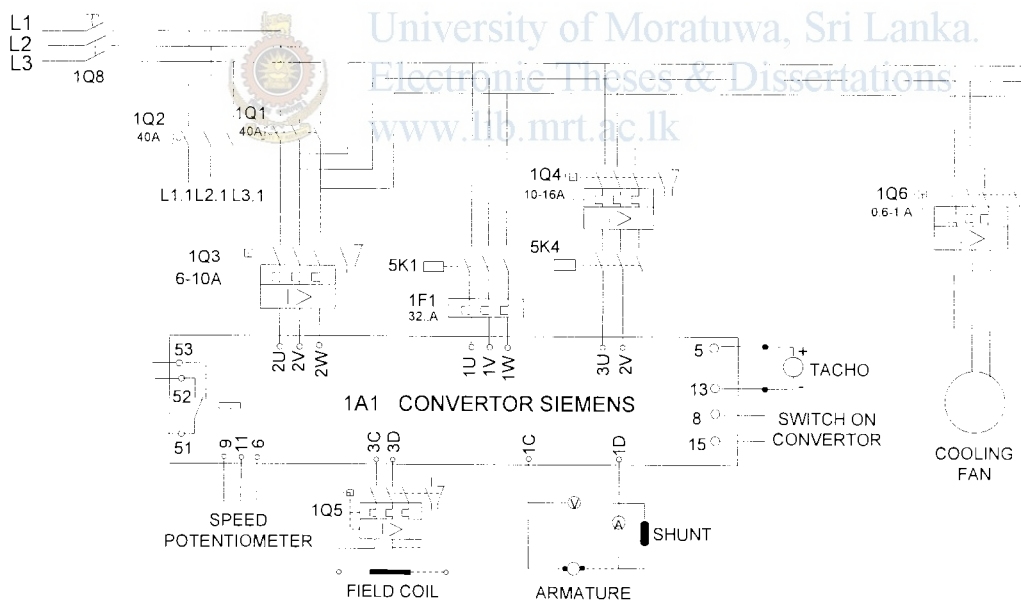 University of Moratuwa, Sri Lanka.
Electronic Theses & Dissertations
www.lib.mrt.ac.lk
L1
L2
L3
1Q8
1Q2
40A
1Q1
40A
L1.1 L2.1 L3.1
1Q4
10-16A
1Q6
0.6-1 A
1Q3
6-10A
5K1
5K4
1F1
32..A
2U
2V
2W
1U
1V
1W
3U
2V
53
52
51
1A1 CONVERTOR SIEMENS
5
13
8
15
+
-
TACHO
SWITCH ON
CONVERTOR
COOLING
FAN
9
11
6
3C
3D
1C
1D
SPEED
POTENTIOMETER
1Q5
V
A
SHUNT
FIELD COIL
ARMATURE